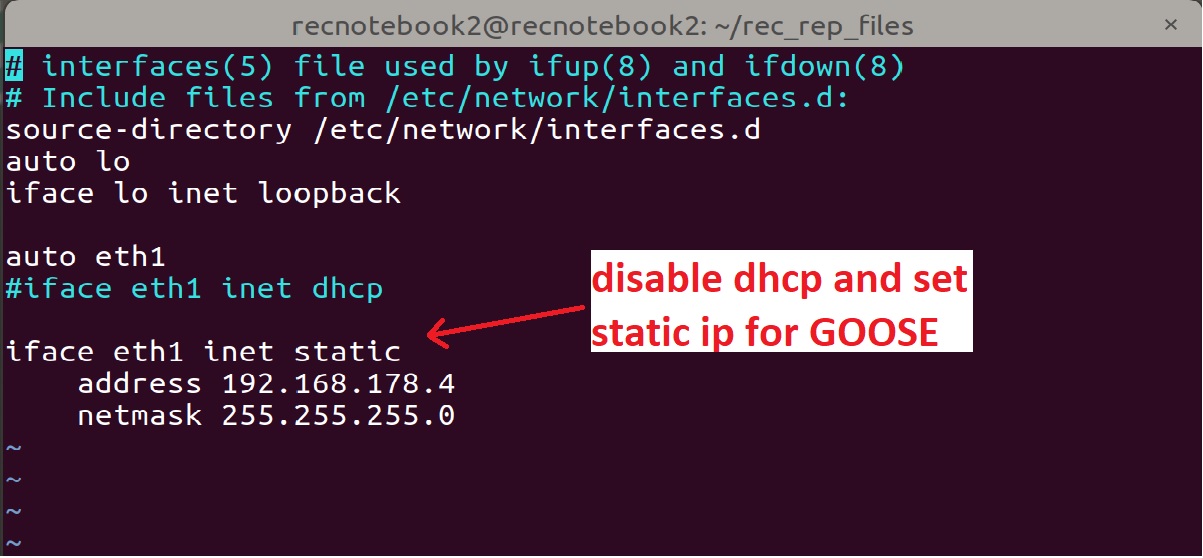 recnotebook2@recnotebook2: ~/rec_rep_files
×
# interfaces(5) file used by ifup(8) and ifdown(8)
# Include files from /etc/network/interfaces.d:
source-directory /etc/network/interfaces.d
auto lo
iface lo inet loopback
auto eth1
#iface eth1 inet dhcp
disable dhcp and set
static ip for GOOSE
iface eth1 inet static
    address 192.168.178.4
    netmask 255.255.255.0
~
~
~
~